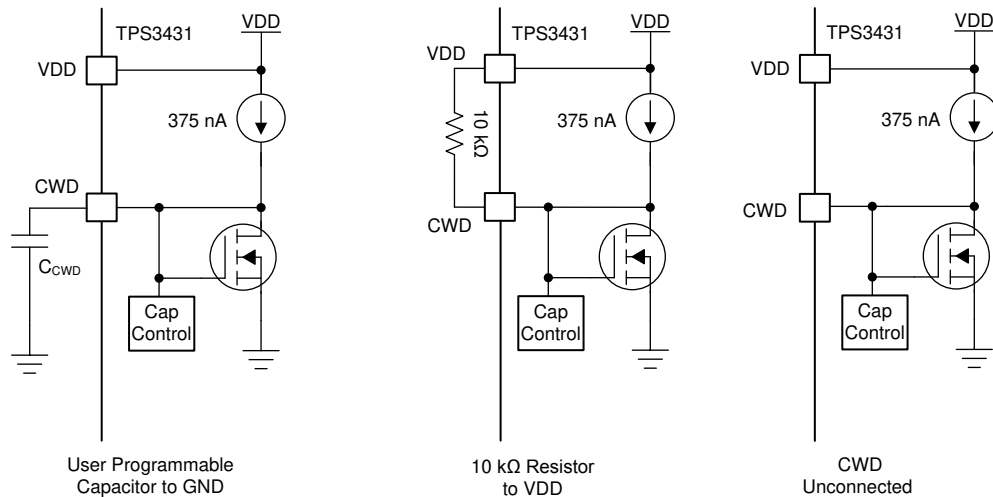 TPS3431
VDD
VDD
375 nA
CWD
C_CWD
Cap
Control
User Programmable
Capacitor to GND
TPS3431
VDD
VDD
10 kΩ
375 nA
CWD
Cap
Control
10 kΩ Resistor
to VDD
TPS3431
VDD
VDD
375 nA
CWD
Cap
Control
CWD
Unconnected